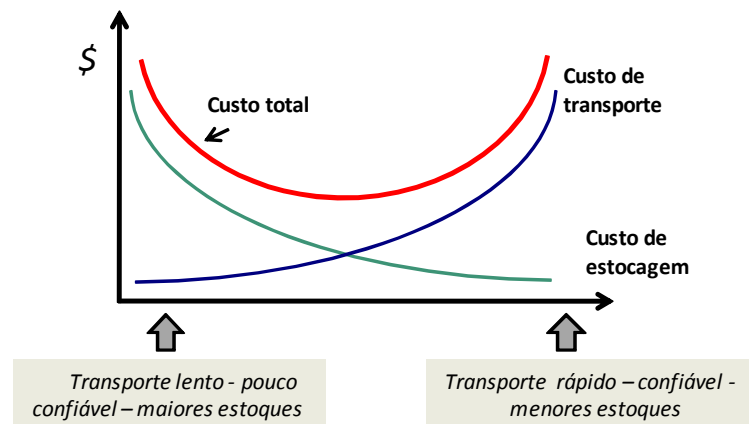 $
Custo total
Custo de
transporte
Custo de
estocagem
Transporte lento - pouco
confiável – maiores estoques
Transporte rápido – confiável -
menores estoques